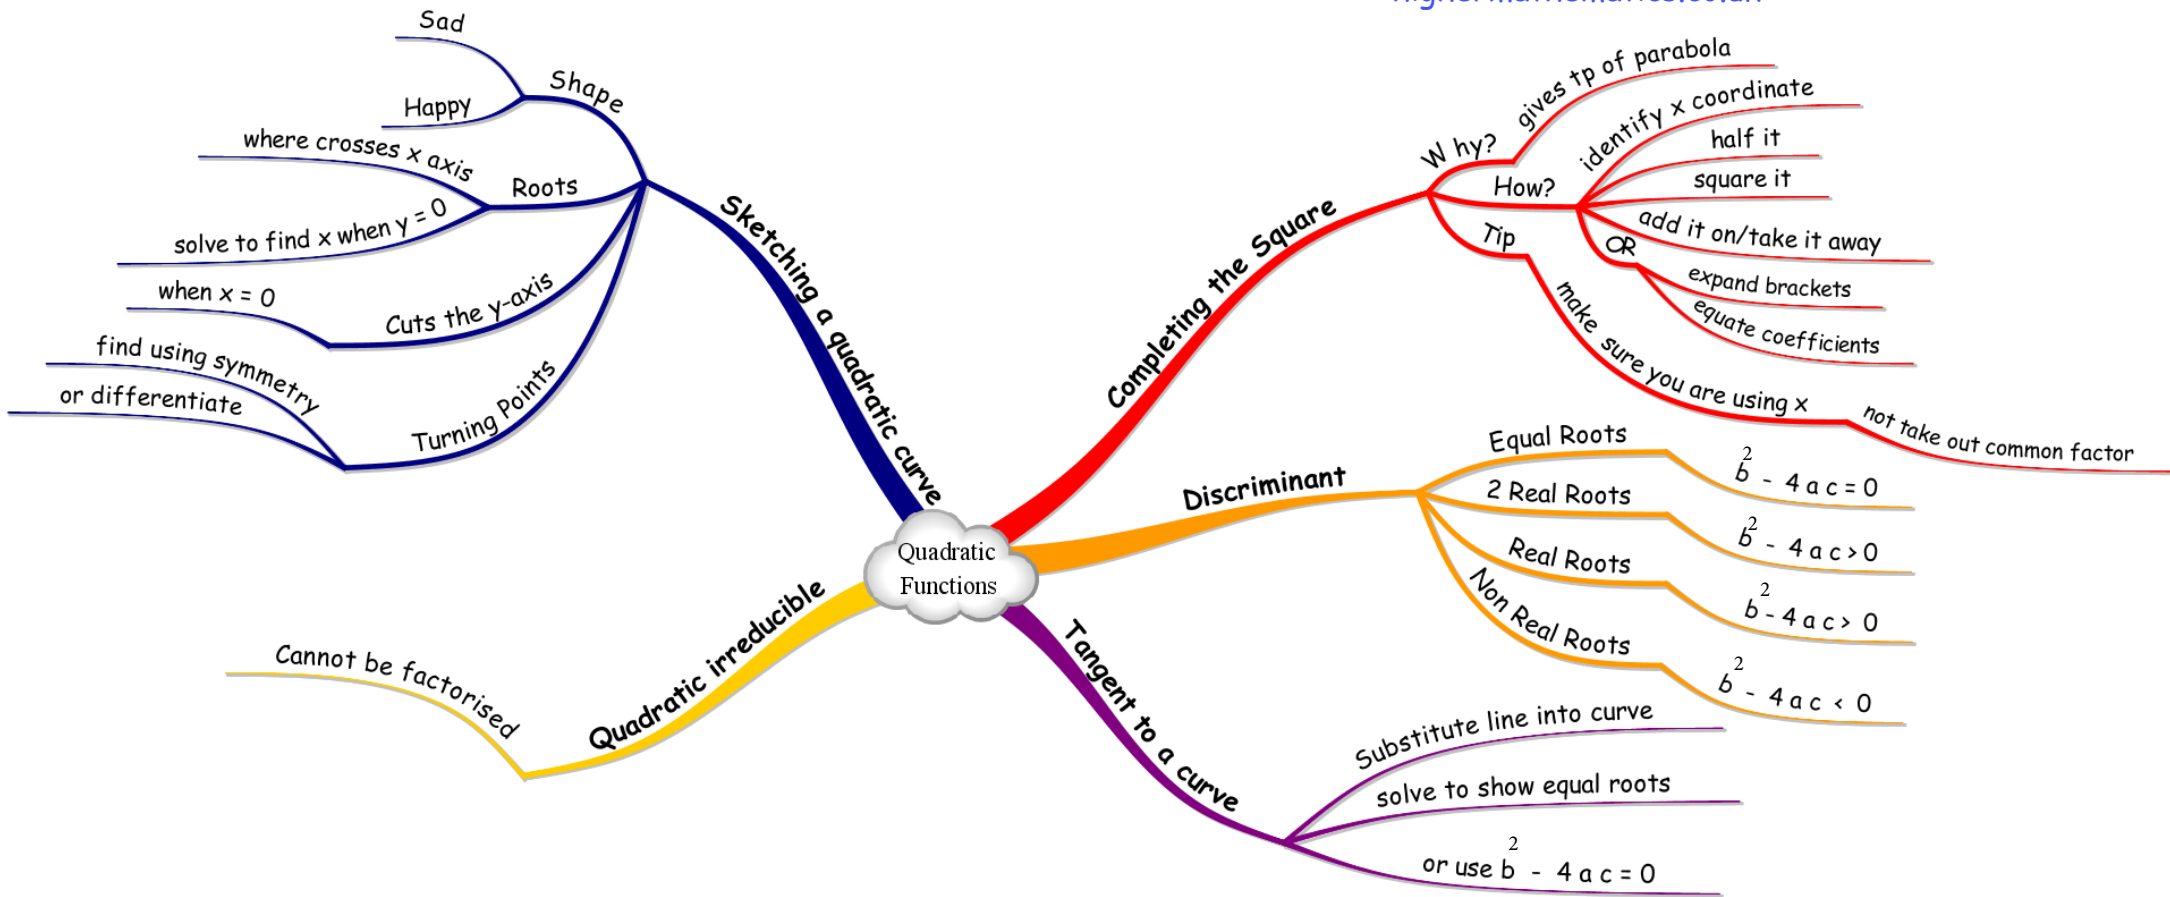 Quadratic
Functions
Sketching a quadratic curve
Shape
Sad
Happy
Roots
where crosses x axis
solve to find x when y = 0
Cuts the y-axis
when x = 0
Turning Points
find using symmetry
or differentiate
Completing the Square
W hy?
gives tp of parabola
How?
identify x coordinate
half it
square it
add it on/take it away
OR
expand brackets
equate coefficients
Tip
make sure you are using x
not take out common factor
Discriminant
Equal Roots
b² - 4 a c = 0
2 Real Roots
b² - 4 a c > 0
Real Roots
b² - 4 a c > 0
Non Real Roots
b² - 4 a c < 0
Tangent to a curve
Substitute line into curve
solve to show equal roots
or use b² - 4 a c = 0
Quadratic irreducible
Cannot be factorised